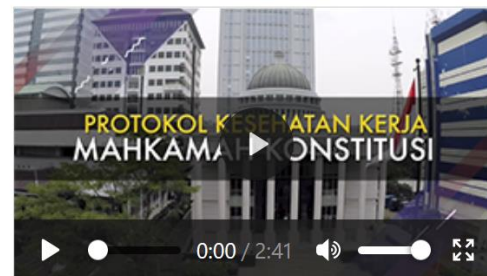 PROTOKOL KESEHATAN KERJA
MAHKAMAH KONSTITUSI
0:00 / 2:41